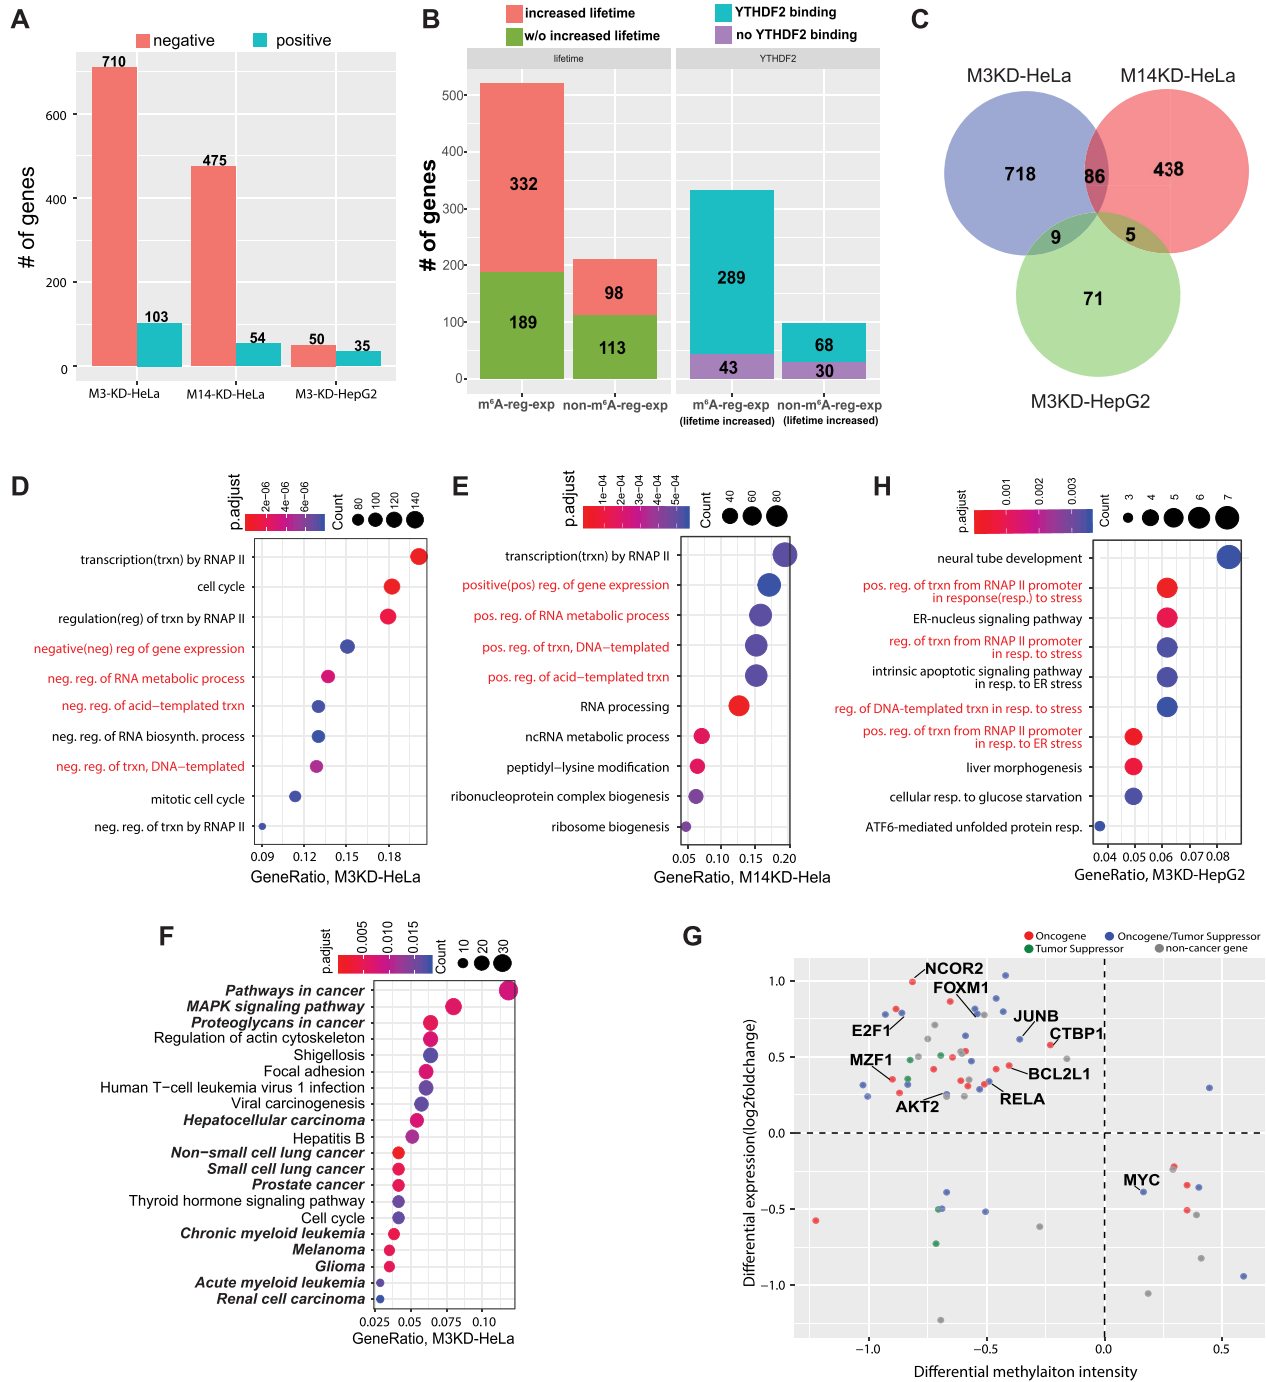 A
negative
positive
710
103
475
54
50
35
600
400
200
0
# of genes
M3-KD-HeLa
M14-KD-HeLa
M3-KD-HepG2
B
increased lifetime
w/o increased lifetime
YTHDF2 binding
no YTHDF2 binding
lifetime
YTHDF2
500
400
300
200
100
0
# of genes
332
189
98
113
289
43
68
30
m⁶A-reg-exp
non-m⁶A-reg-exp
m⁶A-reg-exp
(lifetime increased)
non-m⁶A-reg-exp
(lifetime increased)
C
M3KD-HeLa
M14KD-HeLa
718
86
438
9
5
71
M3KD-HepG2
D
p.adjust
2e-06
4e-06
6e-06
Count
80
100
120
140
transcription(trxn) by RNAP II
cell cycle
regulation(reg) of trxn by RNAP II
negative(neg) reg of gene expression
neg. reg. of RNA metabolic process
neg. reg. of acid−templated trxn
neg. reg. of RNA biosynth. process
neg. reg. of trxn, DNA−templated
mitotic cell cycle
neg. reg. of trxn by RNAP II
0.09
0.12
0.15
0.18
GeneRatio, M3KD-HeLa
E
p.adjust
1e-04
2e-04
3e-04
4e-04
5e-04
Count
40
60
80
transcription(trxn) by RNAP II
positive(pos) reg. of gene expression
pos. reg. of RNA metabolic process
pos. reg. of trxn, DNA−templated
pos. reg. of acid−templated trxn
RNA processing
ncRNA metabolic process
peptidyl−lysine modification
ribonucleoprotein complex biogenesis
ribosome biogenesis
0.05
0.10
0.15
0.20
GeneRatio, M14KD-Hela
H
p.adjust
0.001
0.002
0.003
Count
3
4
5
6
7
neural tube development
pos. reg. of trxn from RNAP II promoter
in response(resp.) to stress
ER-nucleus signaling pathway
reg. of trxn from RNAP II promoter
in resp. to stress
intrinsic apoptotic signaling pathway
in resp. to ER stress
reg. of DNA-templated trxn in resp. to stress
pos. reg. of trxn from RNAP II promoter
in resp. to ER stress
liver morphogenesis
cellular resp. to glucose starvation
ATF6-mediated unfolded protein resp.
0.04
0.05
0.06
0.07
0.08
GeneRatio, M3KD-HepG2
F
p.adjust
0.005
0.010
0.015
Count
10
20
30
Pathways in cancer
MAPK signaling pathway
Proteoglycans in cancer
Regulation of actin cytoskeleton
Shigellosis
Focal adhesion
Human T−cell leukemia virus 1 infection
Viral carcinogenesis
Hepatocellular carcinoma
Hepatitis B
Non−small cell lung cancer
Small cell lung cancer
Prostate cancer
Thyroid hormone signaling pathway
Cell cycle
Chronic myeloid leukemia
Melanoma
Glioma
Acute myeloid leukemia
Renal cell carcinoma
0.025
0.05
0.075
0.10
GeneRatio, M3KD-HeLa
G
Oncogene
Oncogene/Tumor Suppressor
Tumor Suppressor
non-cancer gene
1.0
0.5
0.0
−0.5
−1.0
Differential expression(log2foldchange)
NCOR2
FOXM1
E2F1
JUNB
CTBP1
MZF1
BCL2L1
AKT2
RELA
MYC
−1.0
−0.5
0.0
0.5
Differential methylaiton intensity